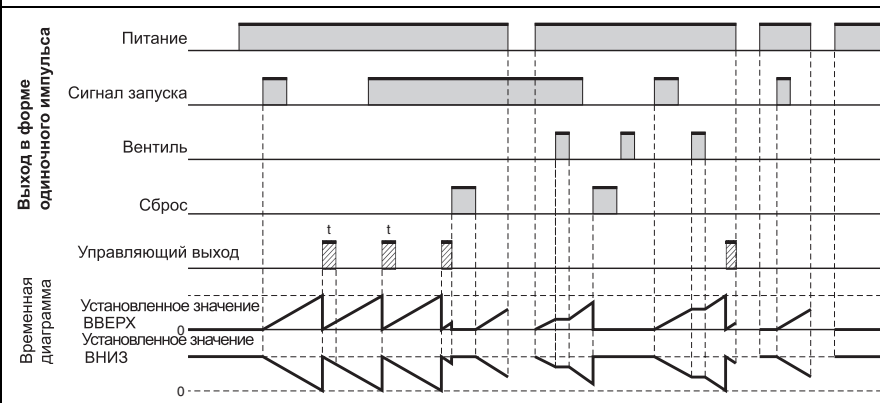 Выход в форме
одиночного импульса
Питание
Сигнал запуска
Вентиль
Сброс
t
t
Управляющий выход
Временная
диаграмма
Установленное значение
ВВЕРХ
0
Установленное значение
ВНИЗ
0